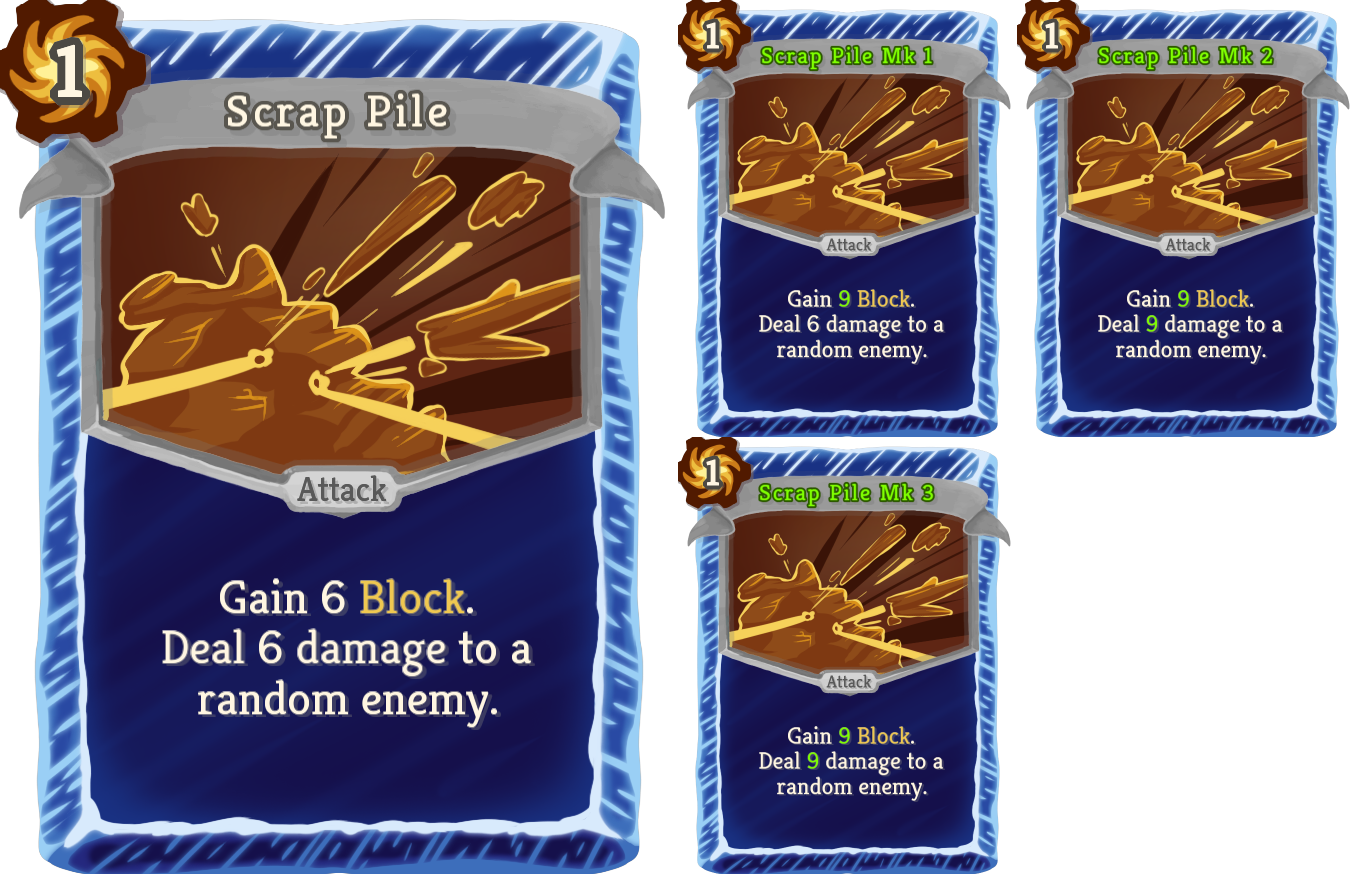 1
Scrap Pile
Attack
Gain 6 Block.
Deal 6 damage to a
random enemy.
1
Scrap Pile Mk 1
Attack
Gain 9 Block.
Deal 6 damage to a
random enemy.
1
Scrap Pile Mk 2
Attack
Gain 9 Block.
Deal 9 damage to a
random enemy.
1
Scrap Pile Mk 3
Attack
Gain 9 Block.
Deal 9 damage to a
random enemy.